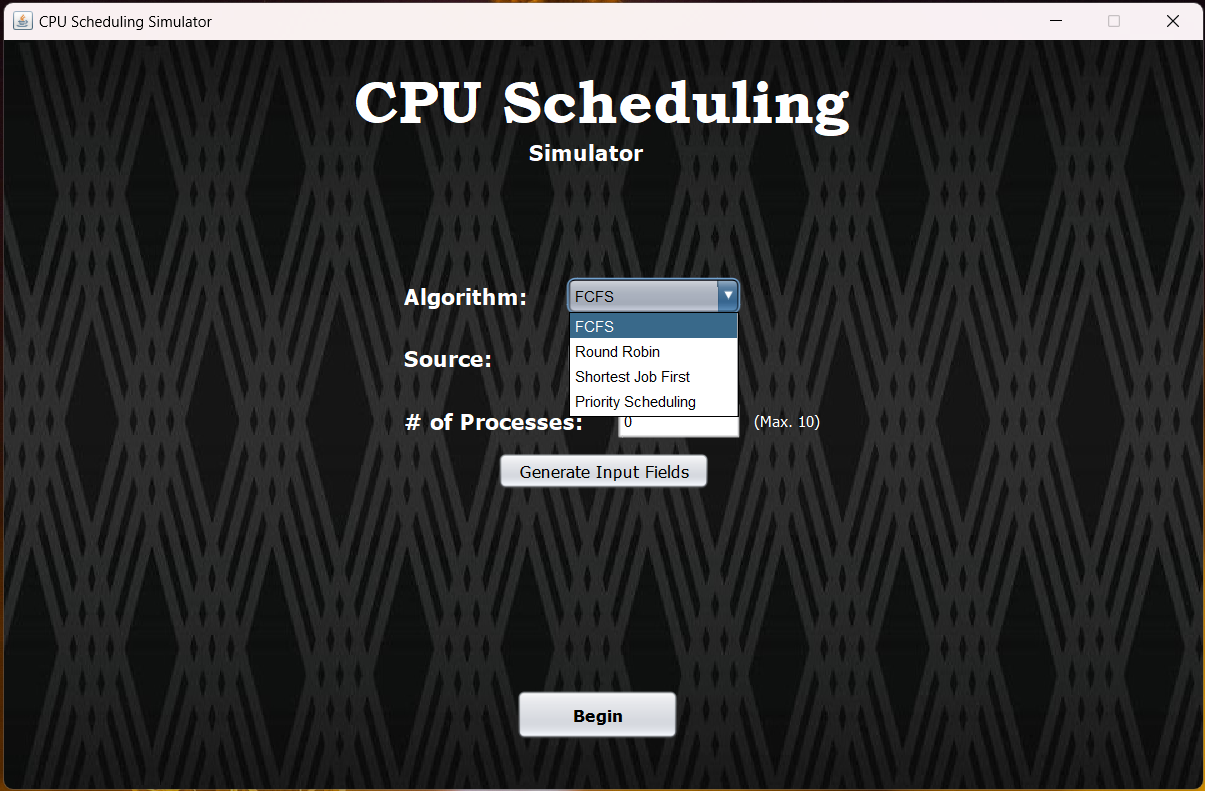 CPU Scheduling Simulator
CPU Scheduling
Simulator
Algorithm: FCFS
FCFS
Round Robin
Source:
Shortest Job First
Priority Scheduling
# of Processes: 0 (Max. 10)
Generate Input Fields
Begin